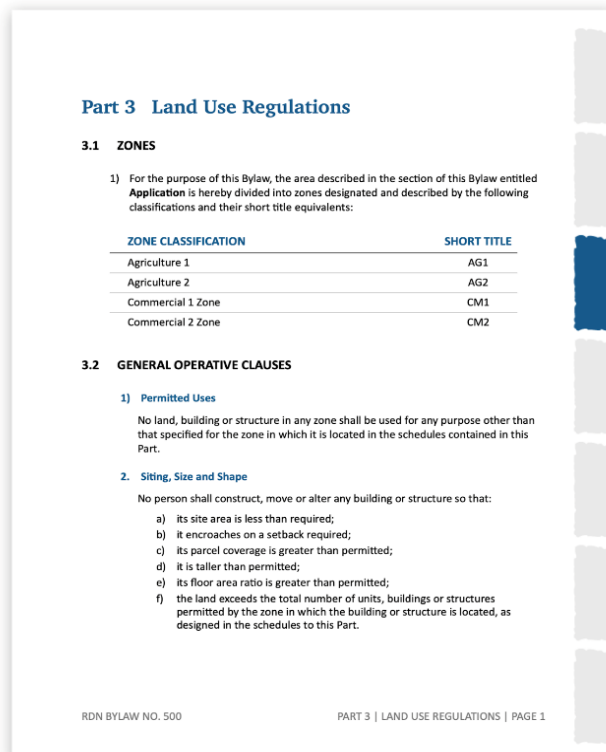 Part 3 Land Use Regulations
3.1 ZONES
1) For the purpose of this Bylaw, the area described in the section of this Bylaw entitled
Application is hereby divided into zones designated and described by the following
classifications and their short title equivalents:
ZONE CLASSIFICATION SHORT TITLE
Agriculture 1 AG1
Agriculture 2 AG2
Commercial 1 Zone CM1
Commercial 2 Zone CM2
3.2 GENERAL OPERATIVE CLAUSES
1) Permitted Uses
No land, building or structure in any zone shall be used for any purpose other than
that specified for the zone in which it is located in the schedules contained in this
Part.
2. Siting, Size and Shape
No person shall construct, move or alter any building or structure so that:
a) its site area is less than required;
b) it encroaches on a setback required;
c) its parcel coverage is greater than permitted;
d) it is taller than permitted;
e) its floor area ratio is greater than permitted;
f) the land exceeds the total number of units, buildings or structures
permitted by the zone in which the building or structure is located, as
designed in the schedules to this Part.
RDN BYLAW NO. 500 PART 3 | LAND USE REGULATIONS | PAGE 1